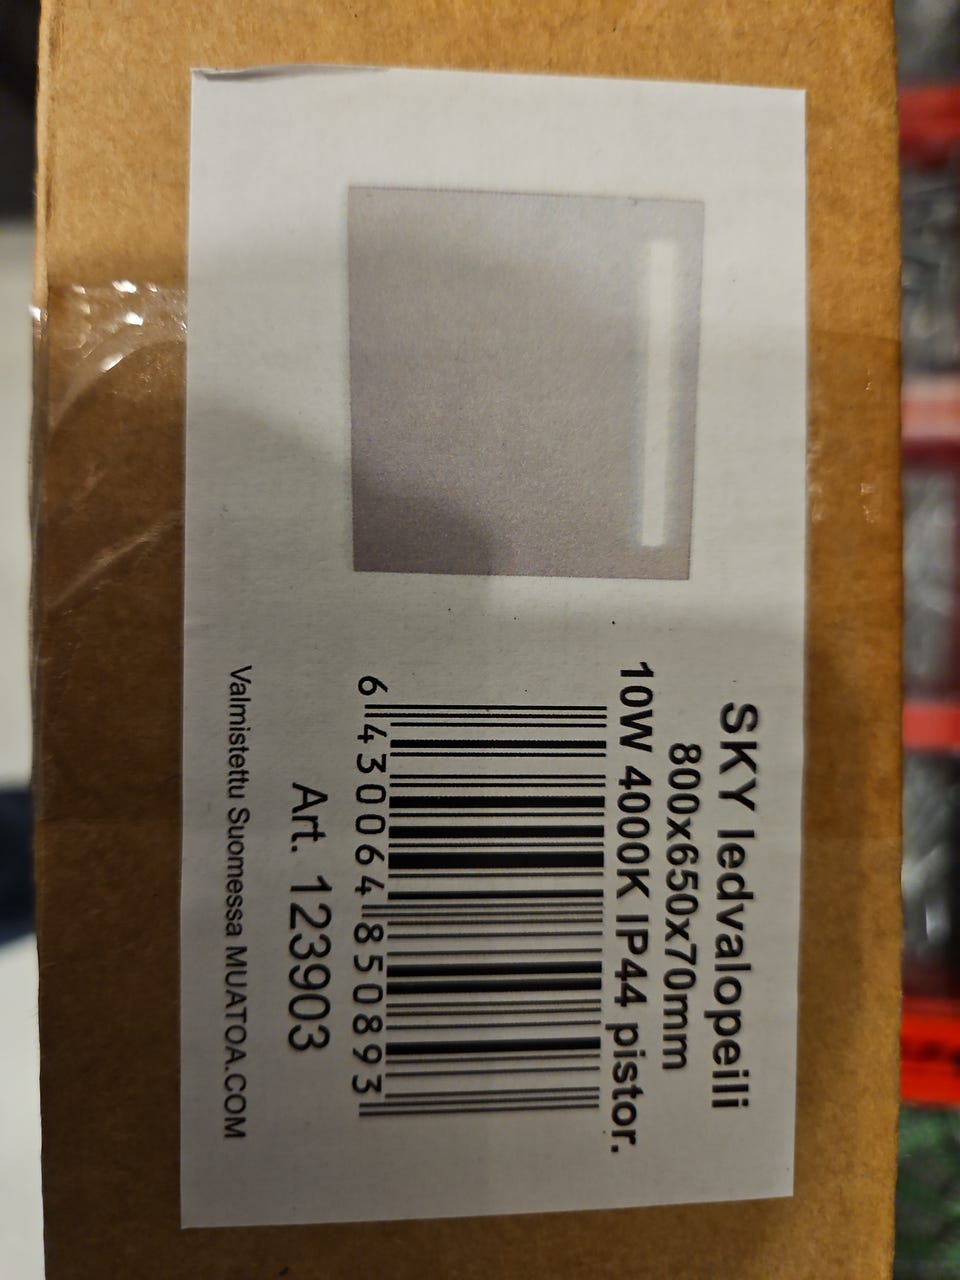 SKY ledvalopeili
800x650x70mm
10W 4000K IP44 pistor.
6 430064 850893
Art. 123903
Valmistettu Suomessa MUATOA.COM